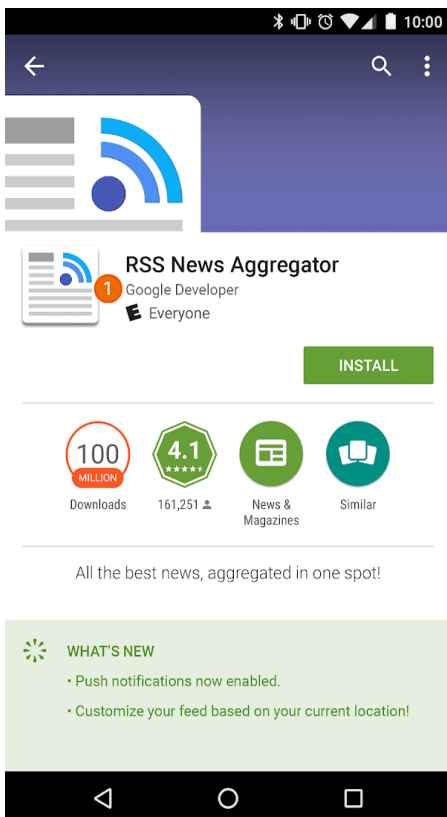 10:00
RSS News Aggregator
1
Google Developer
E Everyone
INSTALL
100
MILLION
Downloads
4.1
161,251
News &
Magazines
Similar
All the best news, aggregated in one spot!
WHAT'S NEW
• Push notifications now enabled.
• Customize your feed based on your current location!